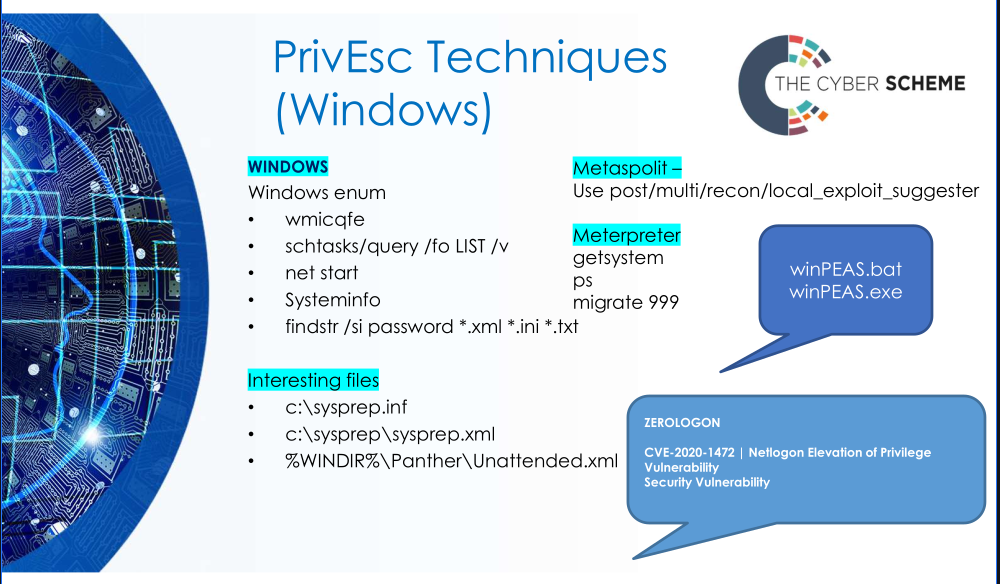 PrivEsc Techniques
(Windows)
THE CYBER SCHEME
WINDOWS
Windows enum
• wmicqfe
• schtasks/query /fo LIST /v
• net start
• Systeminfo
• findstr /si password *.xml *.ini *.txt
Interesting files
• c:\sysprep.inf
• c:\sysprep\sysprep.xml
• %WINDIR%\Panther\Unattended.xml
Metaspolit –
Use post/multi/recon/local_exploit_suggester
Meterpreter
getsystem
ps
migrate 999
winPEAS.bat
winPEAS.exe
ZEROLOGON
CVE-2020-1472 | Netlogon Elevation of Privilege
Vulnerability
Security Vulnerability